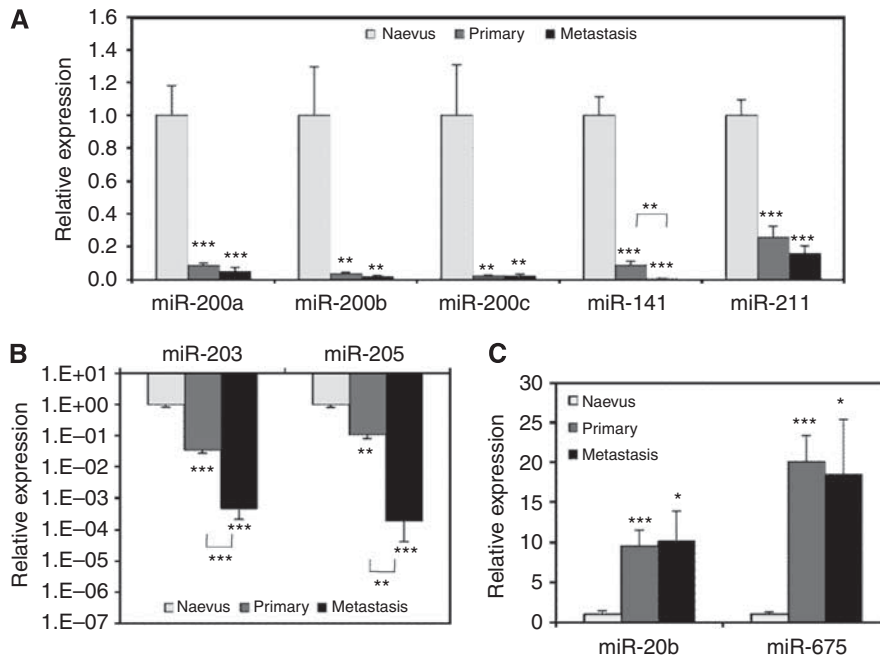 A
1.6
1.4
1.2
1.0
0.8
0.6
0.4
0.2
0.0
Relative expression
Naevus Primary Metastasis
*** ***
** **
** **
**
*** ***
*** ***
miR-200a miR-200b miR-200c miR-141 miR-211
B
miR-203 miR-205
1.E+01
1.E+00
1.E–01
1.E–02
1.E–03
1.E–04
1.E–05
1.E–06
1.E–07
Relative expression
***
***
***
**
***
**
Naevus Primary Metastasis
C
30
25
20
15
10
5
0
Relative expression
Naevus
Primary
Metastasis
*** *
*** *
miR-20b miR-675